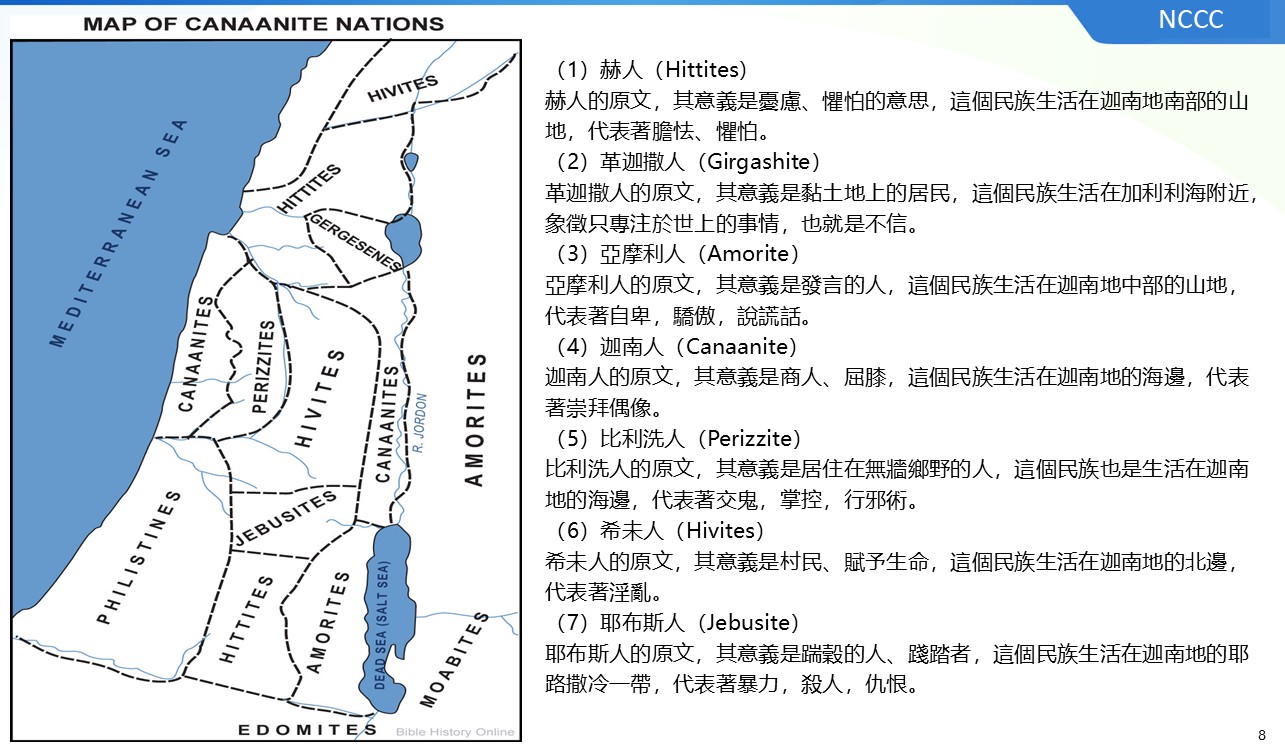 MAP OF CANAANITE NATIONS
NCCC
MEDITERRANEAN SEA
HIVITES
HITTITES
GERGESENES
CANAANITES
PERIZZITES
HIVITES
CANAANITES
R. JORDON
AMORITES
PHILISTINES
JEBUSITES
HITTITES
AMORITES
DEAD SEA (SALT SEA)
MOABITES
EDOMITES
Bible History Online
（1）赫人（Hittites）
赫人的原文，其意義是憂慮、懼怕的意思，這個民族生活在迦南地南部的山
地，代表著膽怯、懼怕。
（2）革迦撒人（Girgashite）
革迦撒人的原文，其意義是黏土地上的居民，這個民族生活在加利利海附近，
象徵只專注於世上的事情，也就是不信。
（3）亞摩利人（Amorite）
亞摩利人的原文，其意義是發言的人，這個民族生活在迦南地中部的山地，
代表著自卑，驕傲，說謊話。
（4）迦南人（Canaanite）
迦南人的原文，其意義是商人、屈膝，這個民族生活在迦南地的海邊，代表
著崇拜偶像。
（5）比利洗人（Perizzite）
比利洗人的原文，其意義是居住在無牆鄉野的人，這個民族也是生活在迦南
地的海邊，代表著交鬼，掌控，行邪術。
（6）希未人（Hivites）
希未人的原文，其意義是村民、賦予生命，這個民族生活在迦南地的北邊，
代表著淫亂。
（7）耶布斯人（Jebusite）
耶布斯人的原文，其意義是踹穀的人、踐踏者，這個民族生活在迦南地的耶
路撒冷一帶，代表著暴力，殺人，仇恨。
8